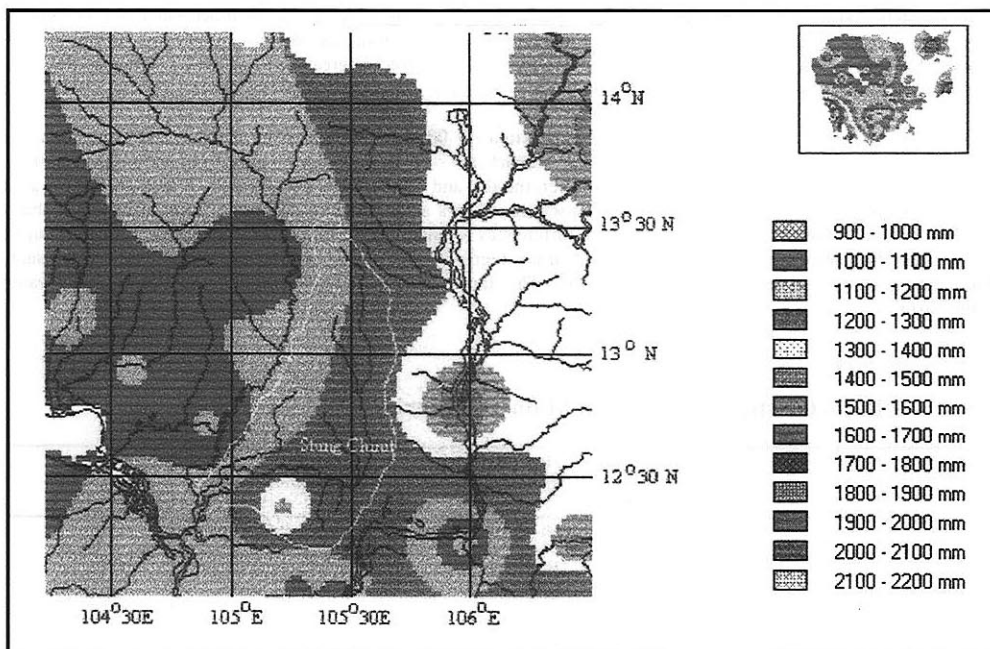 14°N
13°30 N
13° N
Stung Chinit
12°30 N
104°30E
105°E
105°30E
106°E
900 - 1000 mm
1000 - 1100 mm
1100 - 1200 mm
1200 - 1300 mm
1300 - 1400 mm
1400 - 1500 mm
1500 - 1600 mm
1600 - 1700 mm
1700 - 1800 mm
1800 - 1900 mm
1900 - 2000 mm
2000 - 2100 mm
2100 - 2200 mm